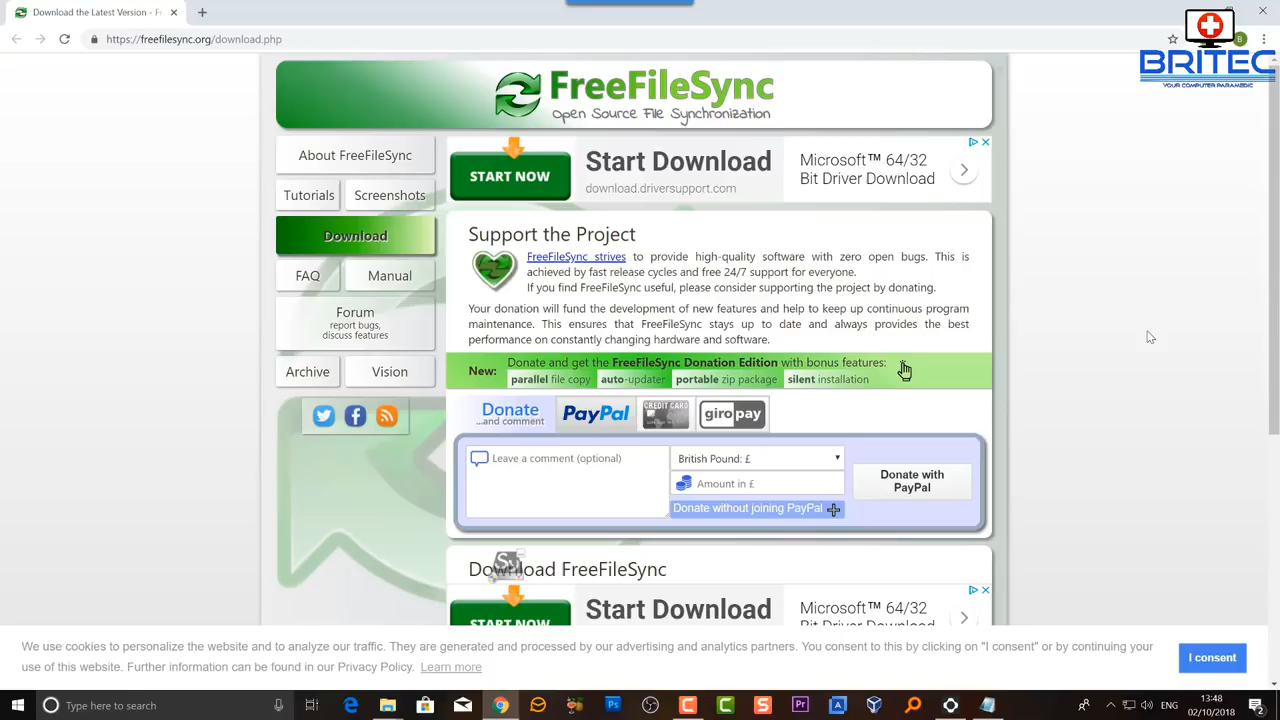 Download the Latest Version - F
https://freefilesync.org/download.php
BRITEC
YOUR COMPUTER PARAMEDIC
FreeFileSync
Open Source File Synchronization
About FreeFileSync
Tutorials
Screenshots
Download
FAQ
Manual
Forum
report bugs,
discuss features
Archive
Vision
START NOW
Start Download
download.driversupport.com
Microsoft™ 64/32
Bit Driver Download
Support the Project
FreeFileSync strives to provide high-quality software with zero open bugs. This is
achieved by fast release cycles and free 24/7 support for everyone.
If you find FreeFileSync useful, please consider supporting the project by donating.
Your donation will fund the development of new features and help to keep up continuous program
maintenance. This ensures that FreeFileSync stays up to date and always provides the best
performance on constantly changing hardware and software.
New:
Donate and get the FreeFileSync Donation Edition with bonus features:
parallel file copy
auto-updater
portable zip package
silent installation
Donate
...and comment
PayPal
CREDIT CARD
giropay
Leave a comment (optional)
British Pound: £
Amount in £
Donate without joining PayPal
Donate with
PayPal
Download FreeFileSync
START NOW
Start Download
Microsoft™ 64/32
Bit Driver Download
We use cookies to personalize the website and to analyze our traffic. They are generated and processed by our advertising and analytics partners. You consent to this by clicking on "I consent" or by continuing your
use of this website. Further information can be found in our Privacy Policy. Learn more
I consent
Type here to search
13:48
02/10/2018